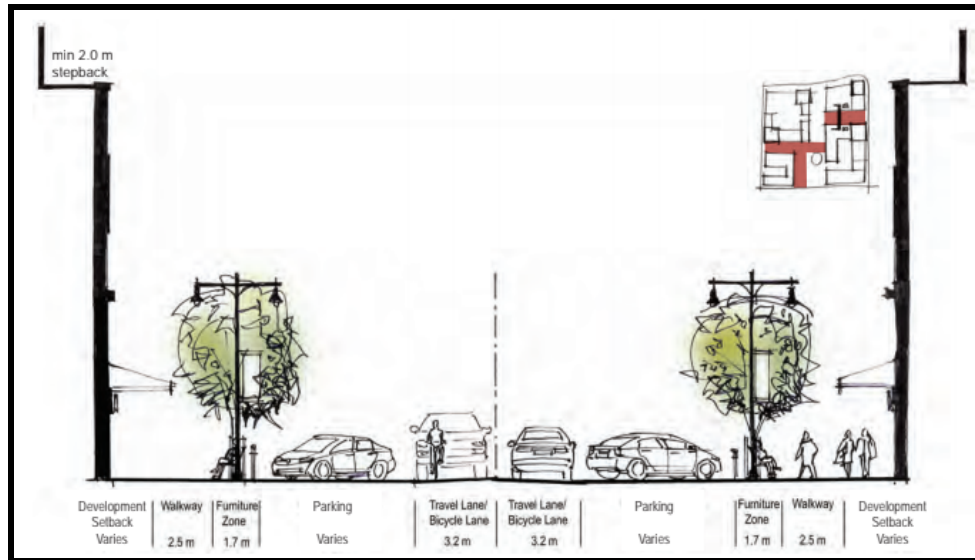 min 2.0 m
stepback
Development
Setback
Varies
Walkway
2.5 m
Furniture
Zone
1.7 m
Parking
Varies
Travel Lane/
Bicycle Lane
3.2 m
Travel Lane/
Bicycle Lane
3.2 m
Parking
Varies
Furniture
Zone
1.7 m
Walkway
2.5 m
Development
Setback
Varies